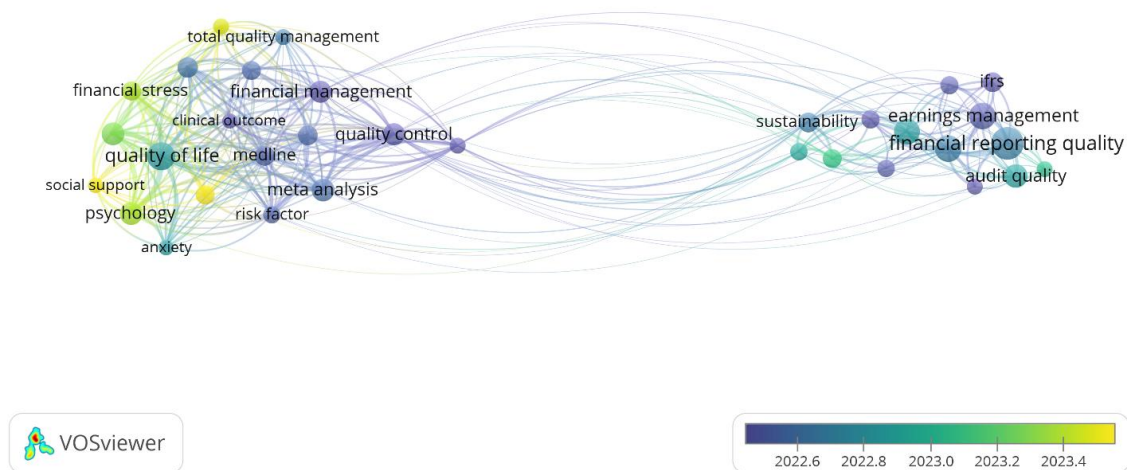 total quality management
financial stress
financial management
clinical outcome
quality control
quality of life
medline
social support
meta analysis
psychology
risk factor
anxiety
ifrs
sustainability
earnings management
financial reporting quality
audit quality
VOSviewer
2022.6
2022.8
2023.0
2023.2
2023.4